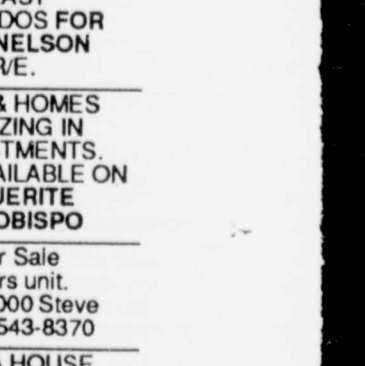 DOS FOR
NELSON
R/E.
& HOMES
ZING IN
TMENTS.
AILABLE ON
UERITE
OBISPO
r Sale
rs unit.
000 Steve
543-8370
HOUSE